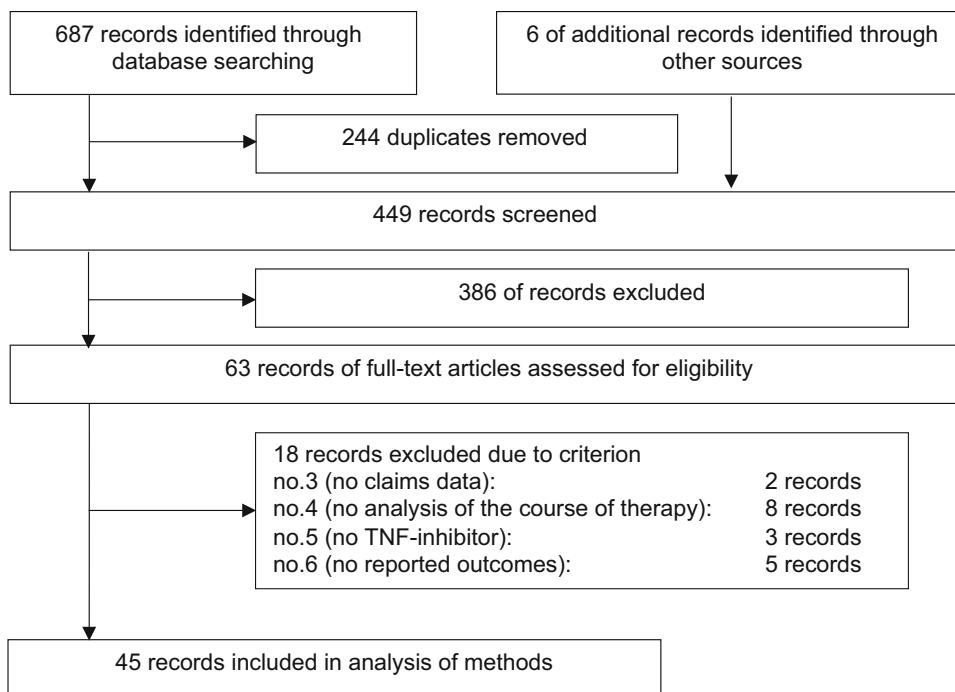 687 records identified through
database searching
6 of additional records identified through
other sources
244 duplicates removed
449 records screened
386 of records excluded
63 records of full-text articles assessed for eligibility
18 records excluded due to criterion
no.3 (no claims data): 2 records
no.4 (no analysis of the course of therapy): 8 records
no.5 (no TNF-inhibitor): 3 records
no.6 (no reported outcomes): 5 records
45 records included in analysis of methods